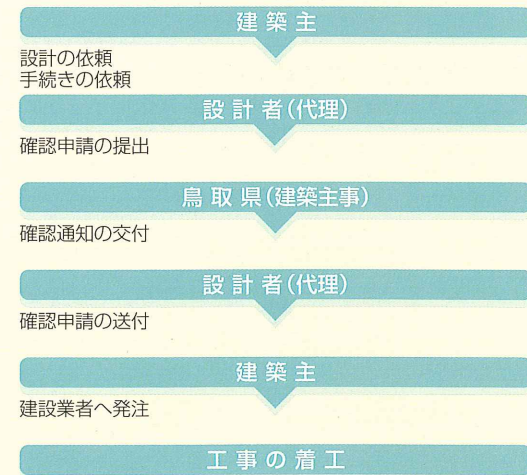 建築主
設計の依頼
手続きの依頼
設計者(代理)
確認申請の提出
鳥取県(建築主事)
確認通知の交付
設計者(代理)
確認申請の送付
建築主
建設業者へ発注
工事の着工